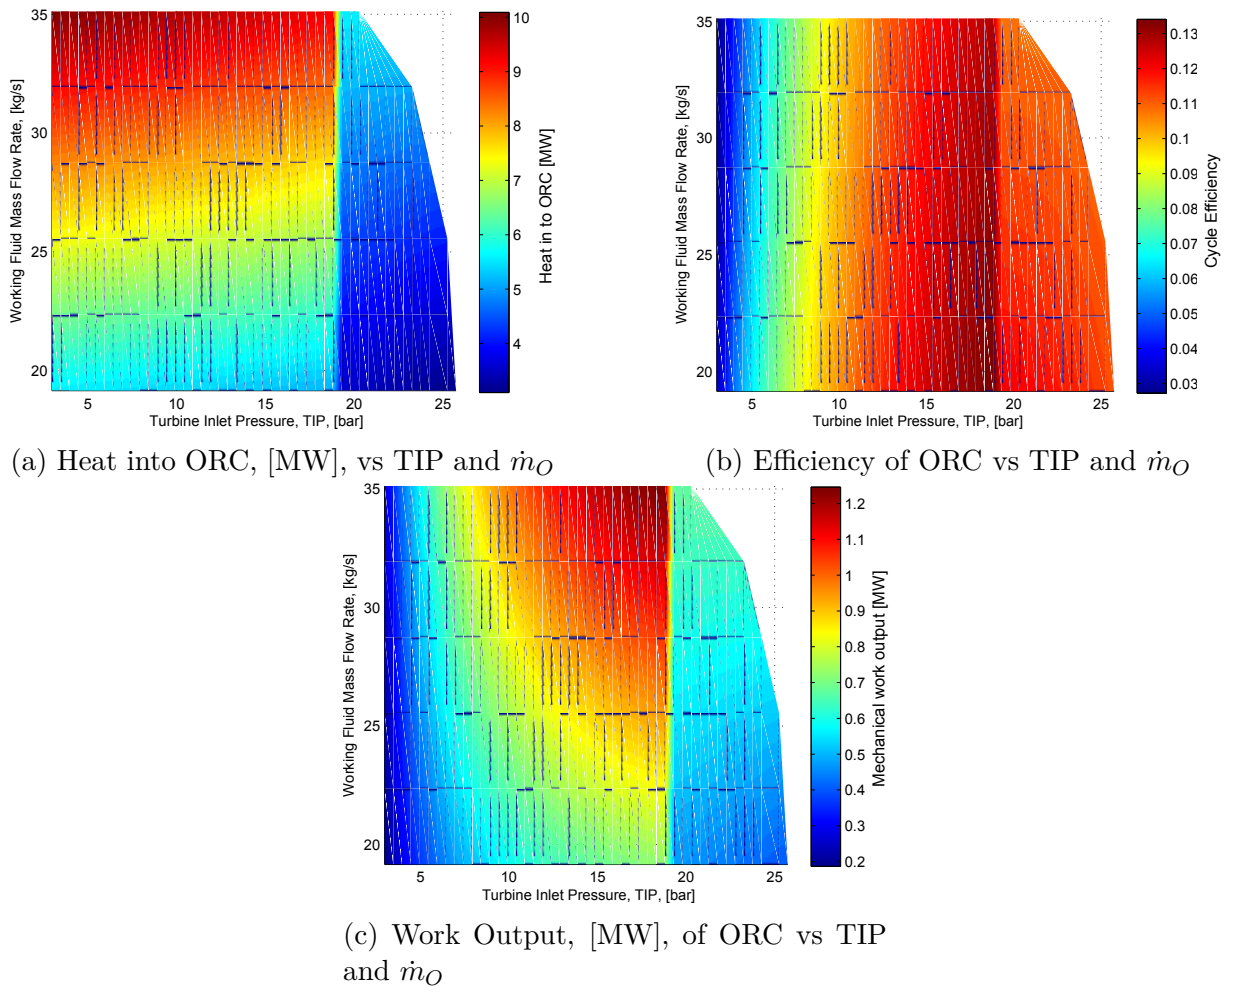 35
30
25
20
Working Fluid Mass Flow Rate, [kg/s]
5 10 15 20 25
Turbine Inlet Pressure, TIP, [bar]
10
9
8
7
6
5
4
Heat in to ORC [MW]
(a) Heat into ORC, [MW], vs TIP and ṁ_O
35
30
25
20
Working Fluid Mass Flow Rate, [kg/s]
5 10 15 20 25
Turbine Inlet Pressure, TIP, [bar]
0.13
0.12
0.11
0.1
0.09
0.08
0.07
0.06
0.05
0.04
0.03
Cycle Efficiency
(b) Efficiency of ORC vs TIP and ṁ_O
35
30
25
20
Working Fluid Mass Flow Rate, [kg/s]
5 10 15 20 25
Turbine Inlet Pressure, TIP, [bar]
1.2
1.1
1
0.9
0.8
0.7
0.6
0.5
0.4
0.3
0.2
Mechanical work output [MW]
(c) Work Output, [MW], of ORC vs TIP
and ṁ_O